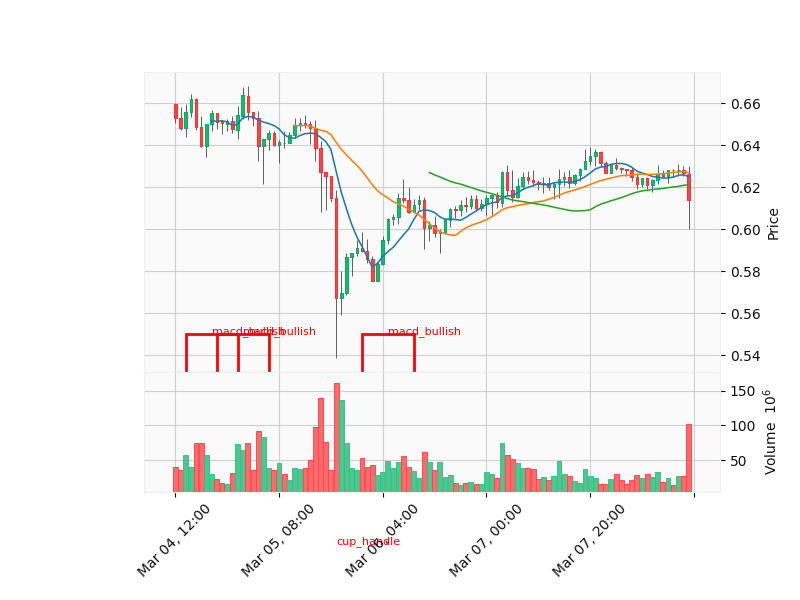 0.66
0.64
0.62
0.60
0.58
0.56
0.54
Price
macd_bullish
macd_bullish
macd_bullish
150
100
50
Volume 10^6
Mar 04, 12:00
Mar 05, 08:00
Mar 06, 04:00
Mar 07, 00:00
Mar 07, 20:00
cup_handle